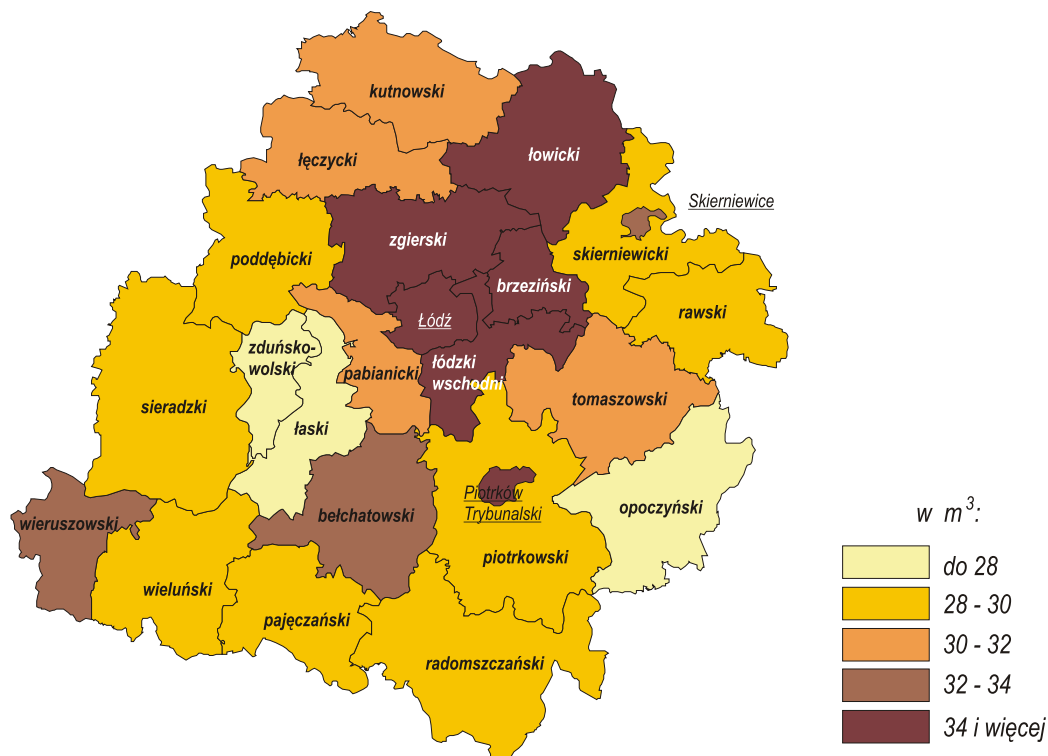 kutnowski
łęczycki
łowicki
Skierniewice
zgierski
skierniewicki
poddębicki
brzeziński
rawski
Łódź
zduńsko-
wolski
pabianicki
łódzki
wschodni
tomaszowski
sieradzki
łaski
Piotrków
Trybunalski
opoczyński
wieruszowski
bełchatowski
piotrkowski
wieluński
pajęczański
radomszczański
w m³:
do 28
28 - 30
30 - 32
32 - 34
34 i więcej